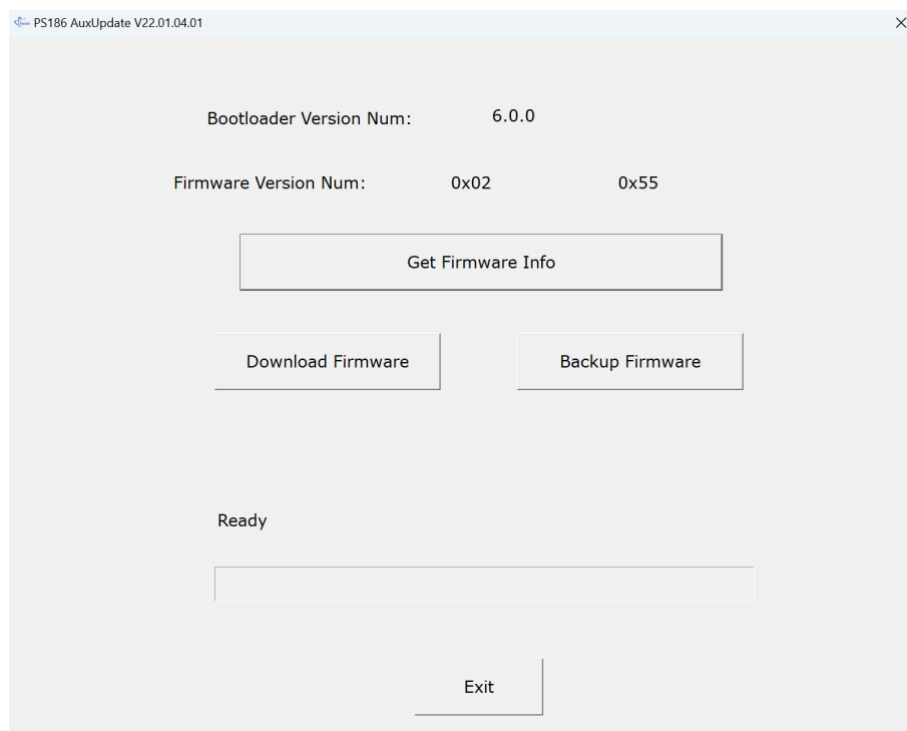 PS186 AuxUpdate V22.01.04.01
Bootloader Version Num: 6.0.0
Firmware Version Num: 0x02 0x55
Get Firmware Info
Download Firmware Backup Firmware
Ready
Exit